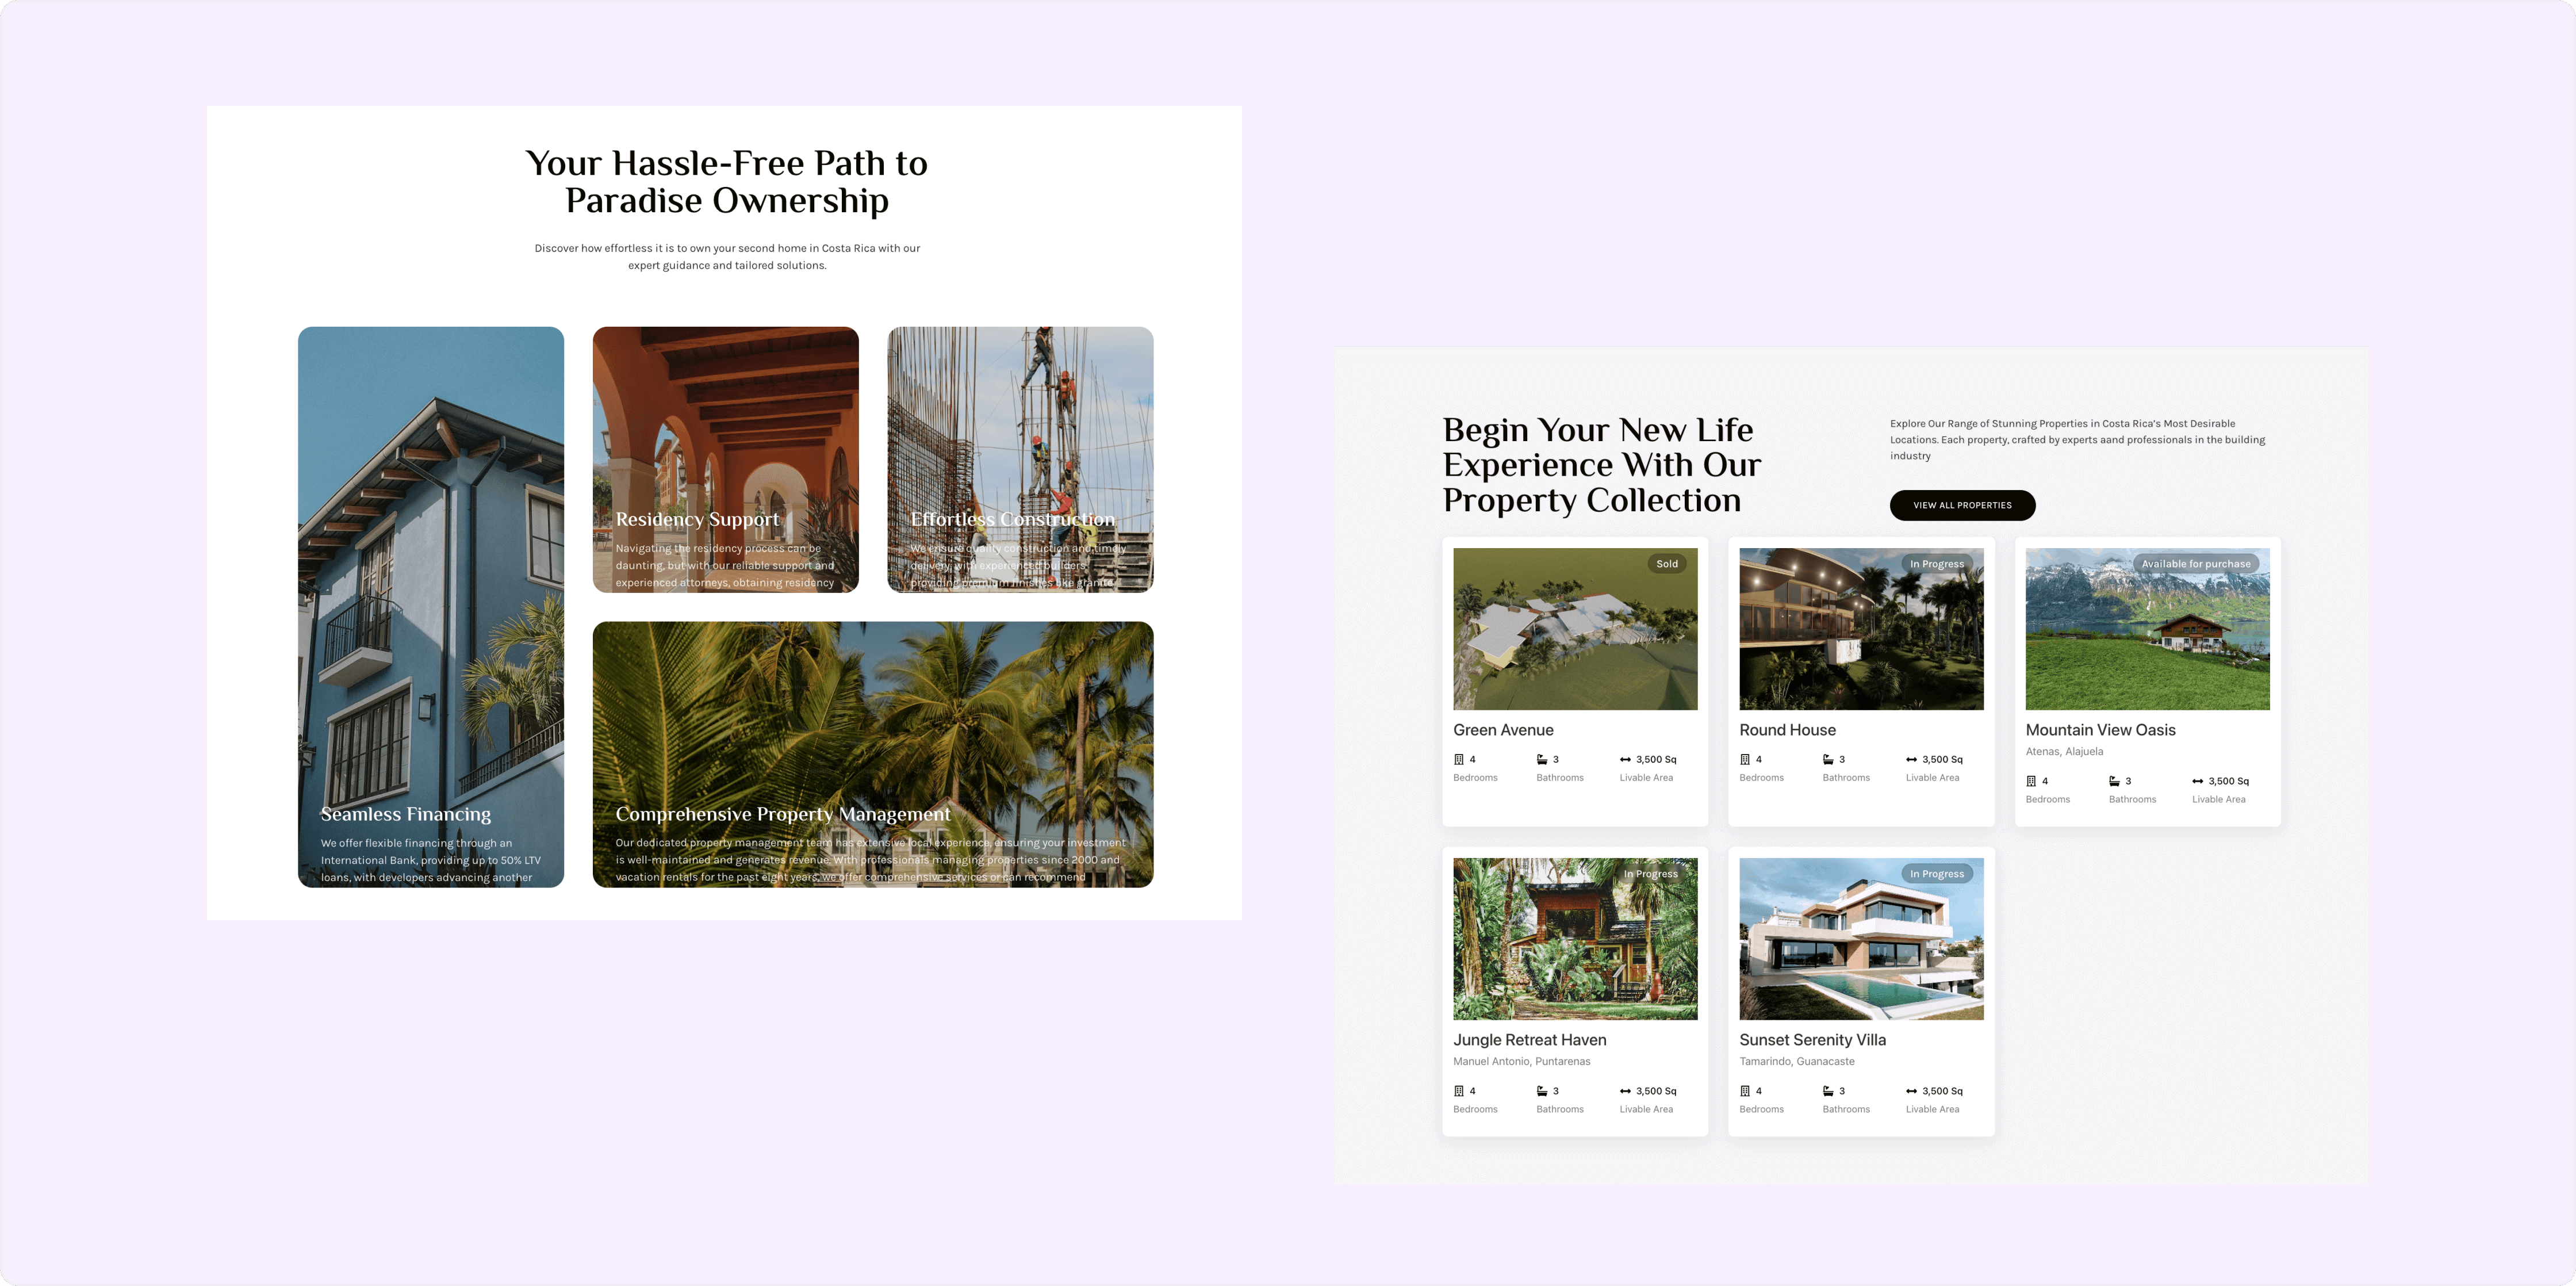 Your Hassle-Free Path to
Paradise Ownership
Discover how effortless it is to own your second home in Costa Rica with our
expert guidance and tailored solutions.
Residency Support
Navigating the residency process can be
daunting, but with our reliable support and
experienced attorneys, obtaining residency
Effortless Construction
We ensure quality construction and timely
delivery, with experienced builders
providing premium finishes like granite
Seamless Financing
We offer flexible financing through an
International Bank, providing up to 50% LTV
loans, with developers advancing another
Comprehensive Property Management
Our dedicated property management team has extensive local experience, ensuring your investment
is well-maintained and generates revenue. With professionals managing properties since 2000 and
vacation rentals for the past eight years, we offer comprehensive services or can recommend
Begin Your New Life
Experience With Our
Property Collection
Explore Our Range of Stunning Properties in Costa Rica's Most Desirable
Locations. Each property, crafted by experts aand professionals in the building
industry
VIEW ALL PROPERTIES
Sold
Green Avenue
4 3 3,500 Sq
Bedrooms Bathrooms Livable Area
In Progress
Round House
4 3 3,500 Sq
Bedrooms Bathrooms Livable Area
Available for purchase
Mountain View Oasis
Atenas, Alajuela
4 3 3,500 Sq
Bedrooms Bathrooms Livable Area
In Progress
Jungle Retreat Haven
Manuel Antonio, Puntarenas
4 3 3,500 Sq
Bedrooms Bathrooms Livable Area
In Progress
Sunset Serenity Villa
Tamarindo, Guanacaste
4 3 3,500 Sq
Bedrooms Bathrooms Livable Area